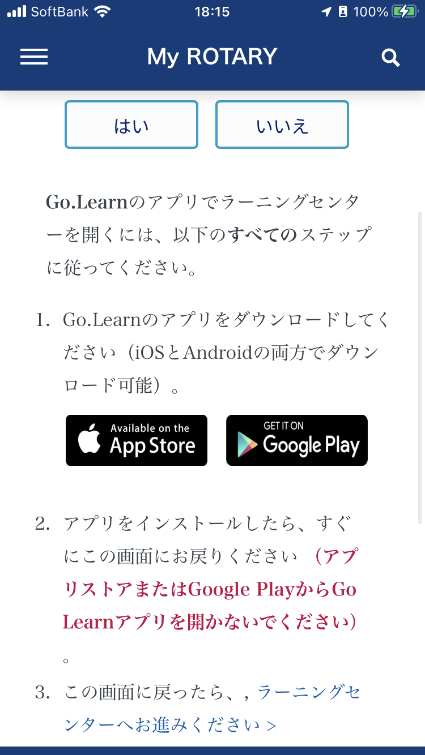 SoftBank 18:15 100%
My ROTARY
はい いいえ
Go.Learnのアプリでラーニングセンタ
ーを開くには、以下のすべてのステップ
に従ってください。
1. Go.Learnのアプリをダウンロードしてく
ださい（iOSとAndroidの両方でダウン
ロード可能）。
Available on the GET IT ON
App Store Google Play
2. アプリをインストールしたら、すぐ
にこの画面にお戻りください （アプ
リストアまたはGoogle PlayからGo
Learnアプリを開かないでください）
。
3. この画面に戻ったら、, ラーニングセ
ンターへお進みください >